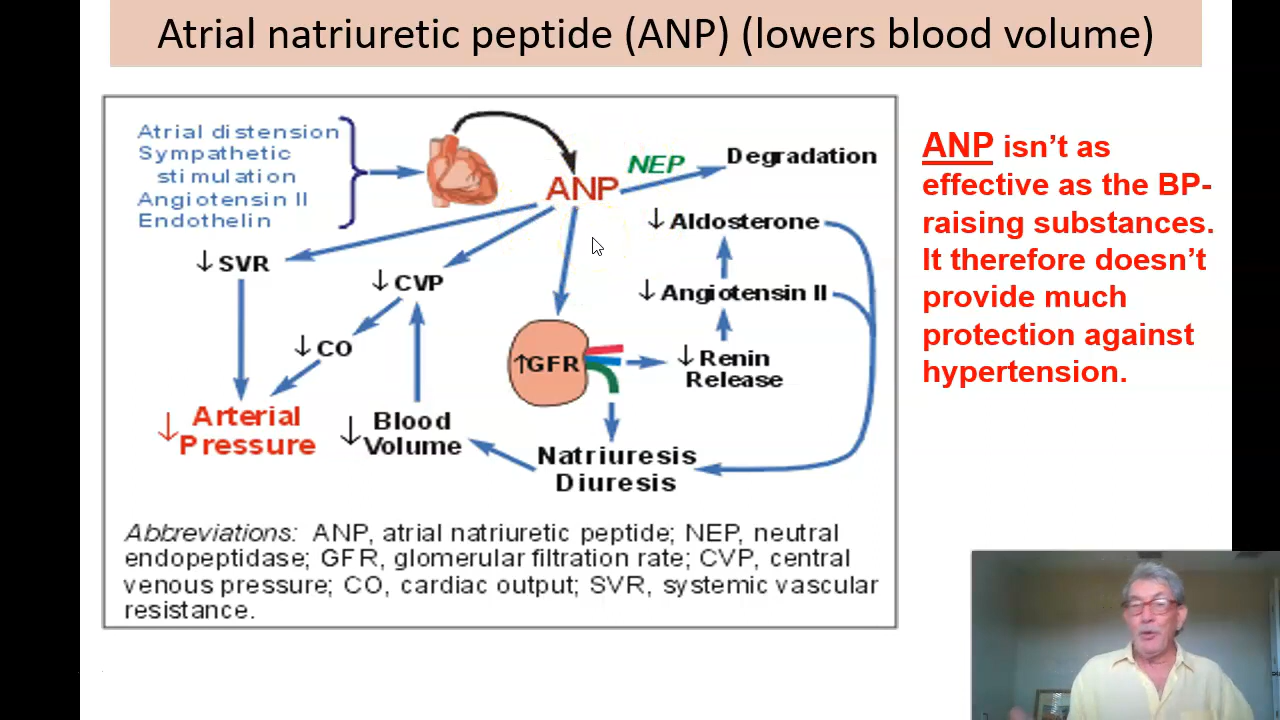 Atrial natriuretic peptide (ANP) (lowers blood volume)
Atrial distension
Sympathetic
stimulation
Angiotensin II
Endothelin
ANP
NEP
Degradation
↓ SVR
↓ CVP
↓ CO
↓ Arterial
Pressure
↓ Blood
Volume
↑GFR
↓ Aldosterone
↓ Angiotensin II
↓ Renin
Release
Natriuresis
Diuresis
Abbreviations: ANP, atrial natriuretic peptide; NEP, neutral
endopeptidase; GFR, glomerular filtration rate; CVP, central
venous pressure; CO, cardiac output; SVR, systemic vascular
resistance.
ANP isn’t as
effective as the BP-
raising substances.
It therefore doesn’t
provide much
protection against
hypertension.